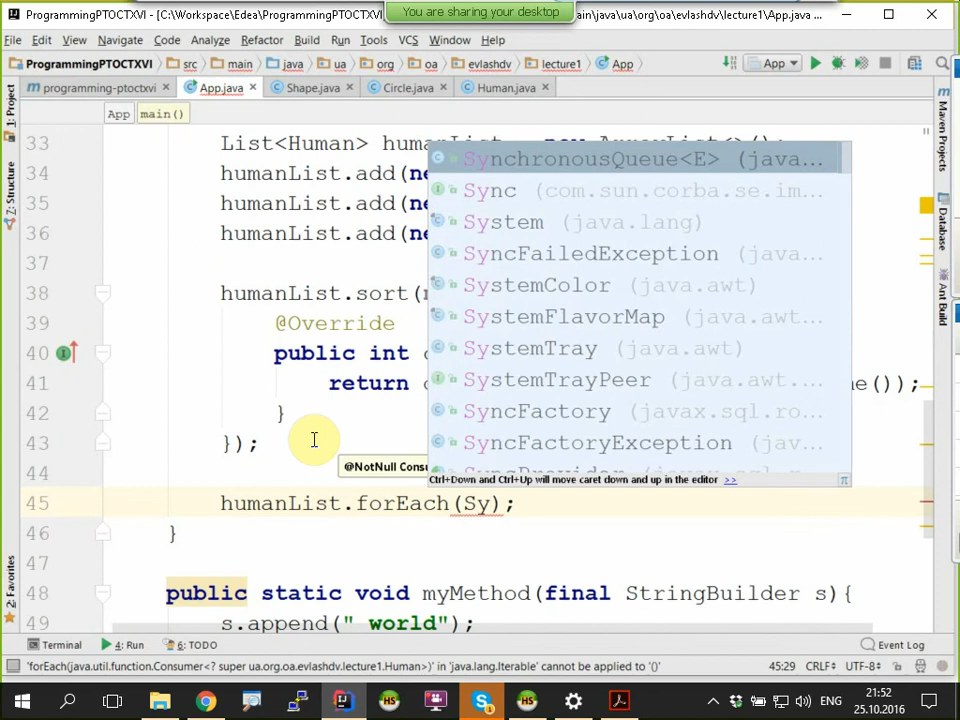 [C:\Workspace\Edea\ProgrammingPTOCTXVI
You are sharing your desktop
ain\java\ua\org\oa\evlashdv\lecture1\App.java ...
File Edit View Navigate Code Analyze Refactor Build Run Tools VCS Window Help
ProgrammingPTOCTXVI src main java ua org oa evlashdv lecture1 App App
programming-ptoctxvi App.java Shape.java Circle.java Human.java
App main()
1: Project
7: Structure
2: Favorites
Maven Projects
Database
Ant Build
33 List<Human> humanList = new ArrayList<>();
34 humanList.add(ne
35 humanList.add(ne
36 humanList.add(ne
37
38 humanList.sort(n
39 @Override
40 public int c
41 return c e());
42 }
43 });
44
45 humanList.forEach(Sy);
46 }
47
48 public static void myMethod(final StringBuilder s){
49 s.append(" world");
SynchronousQueue<E> (java...
Sync (com.sun.corba.se.im...
System (java.lang)
SyncFailedException (java...
SystemColor (java.awt)
SystemFlavorMap (java.awt...
SystemTray (java.awt)
SystemTrayPeer (java.awt...
SyncFactory (javax.sql.ro...
SyncFactoryException (jav...
SyncProvider
Ctrl+Down and Ctrl+Up will move caret down and up in the editor >>
@NotNull Consu
Terminal 4: Run 6: TODO Event Log
'forEach(java.util.function.Consumer<? super ua.org.oa.evlashdv.lecture1.Human>)' in 'java.lang.Iterable' cannot be applied to '()' 45:29 CRLF UTF-8
ENG 21:52
25.10.2016